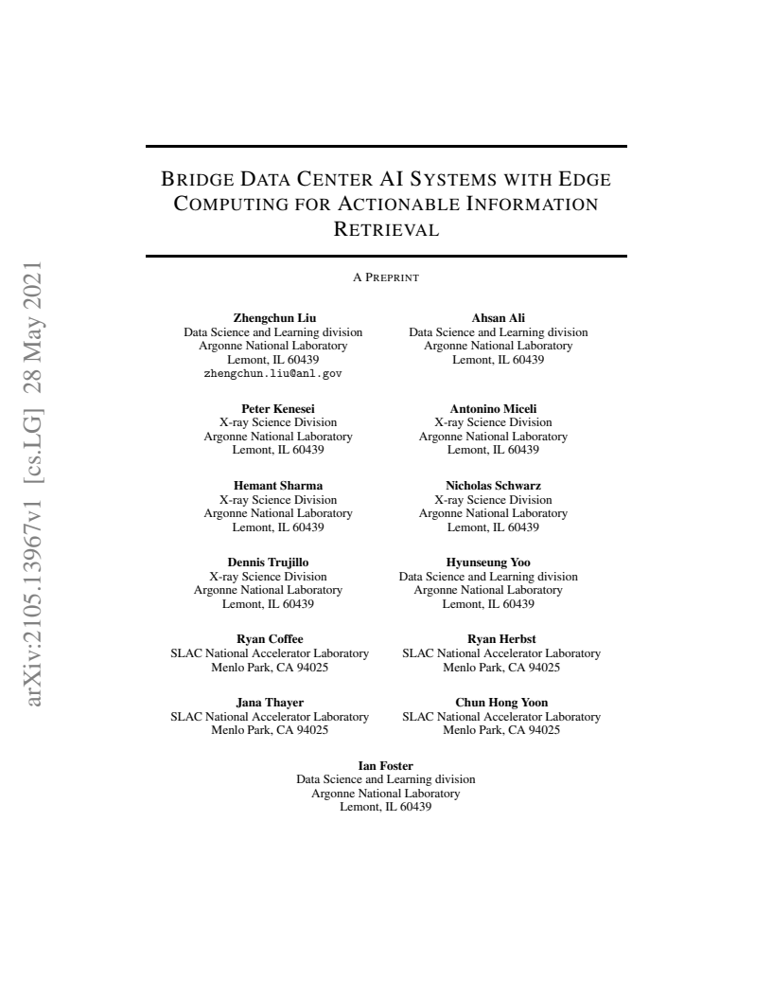 arXiv:2105.13967v1 [cs.LG] 28 May 2021
BRIDGE DATA CENTER AI SYSTEMS WITH EDGE
COMPUTING FOR ACTIONABLE INFORMATION
RETRIEVAL
A PREPRINT
Zhengchun Liu
Data Science and Learning division
Argonne National Laboratory
Lemont, IL 60439
zhengchun.liu@anl.gov
Ahsan Ali
Data Science and Learning division
Argonne National Laboratory
Lemont, IL 60439
Peter Kenesei
X-ray Science Division
Argonne National Laboratory
Lemont, IL 60439
Antonino Miceli
X-ray Science Division
Argonne National Laboratory
Lemont, IL 60439
Hemant Sharma
X-ray Science Division
Argonne National Laboratory
Lemont, IL 60439
Nicholas Schwarz
X-ray Science Division
Argonne National Laboratory
Lemont, IL 60439
Dennis Trujillo
X-ray Science Division
Argonne National Laboratory
Lemont, IL 60439
Hyunseung Yoo
Data Science and Learning division
Argonne National Laboratory
Lemont, IL 60439
Ryan Coffee
SLAC National Accelerator Laboratory
Menlo Park, CA 94025
Ryan Herbst
SLAC National Accelerator Laboratory
Menlo Park, CA 94025
Jana Thayer
SLAC National Accelerator Laboratory
Menlo Park, CA 94025
Chun Hong Yoon
SLAC National Accelerator Laboratory
Menlo Park, CA 94025
Ian Foster
Data Science and Learning division
Argonne National Laboratory
Lemont, IL 60439